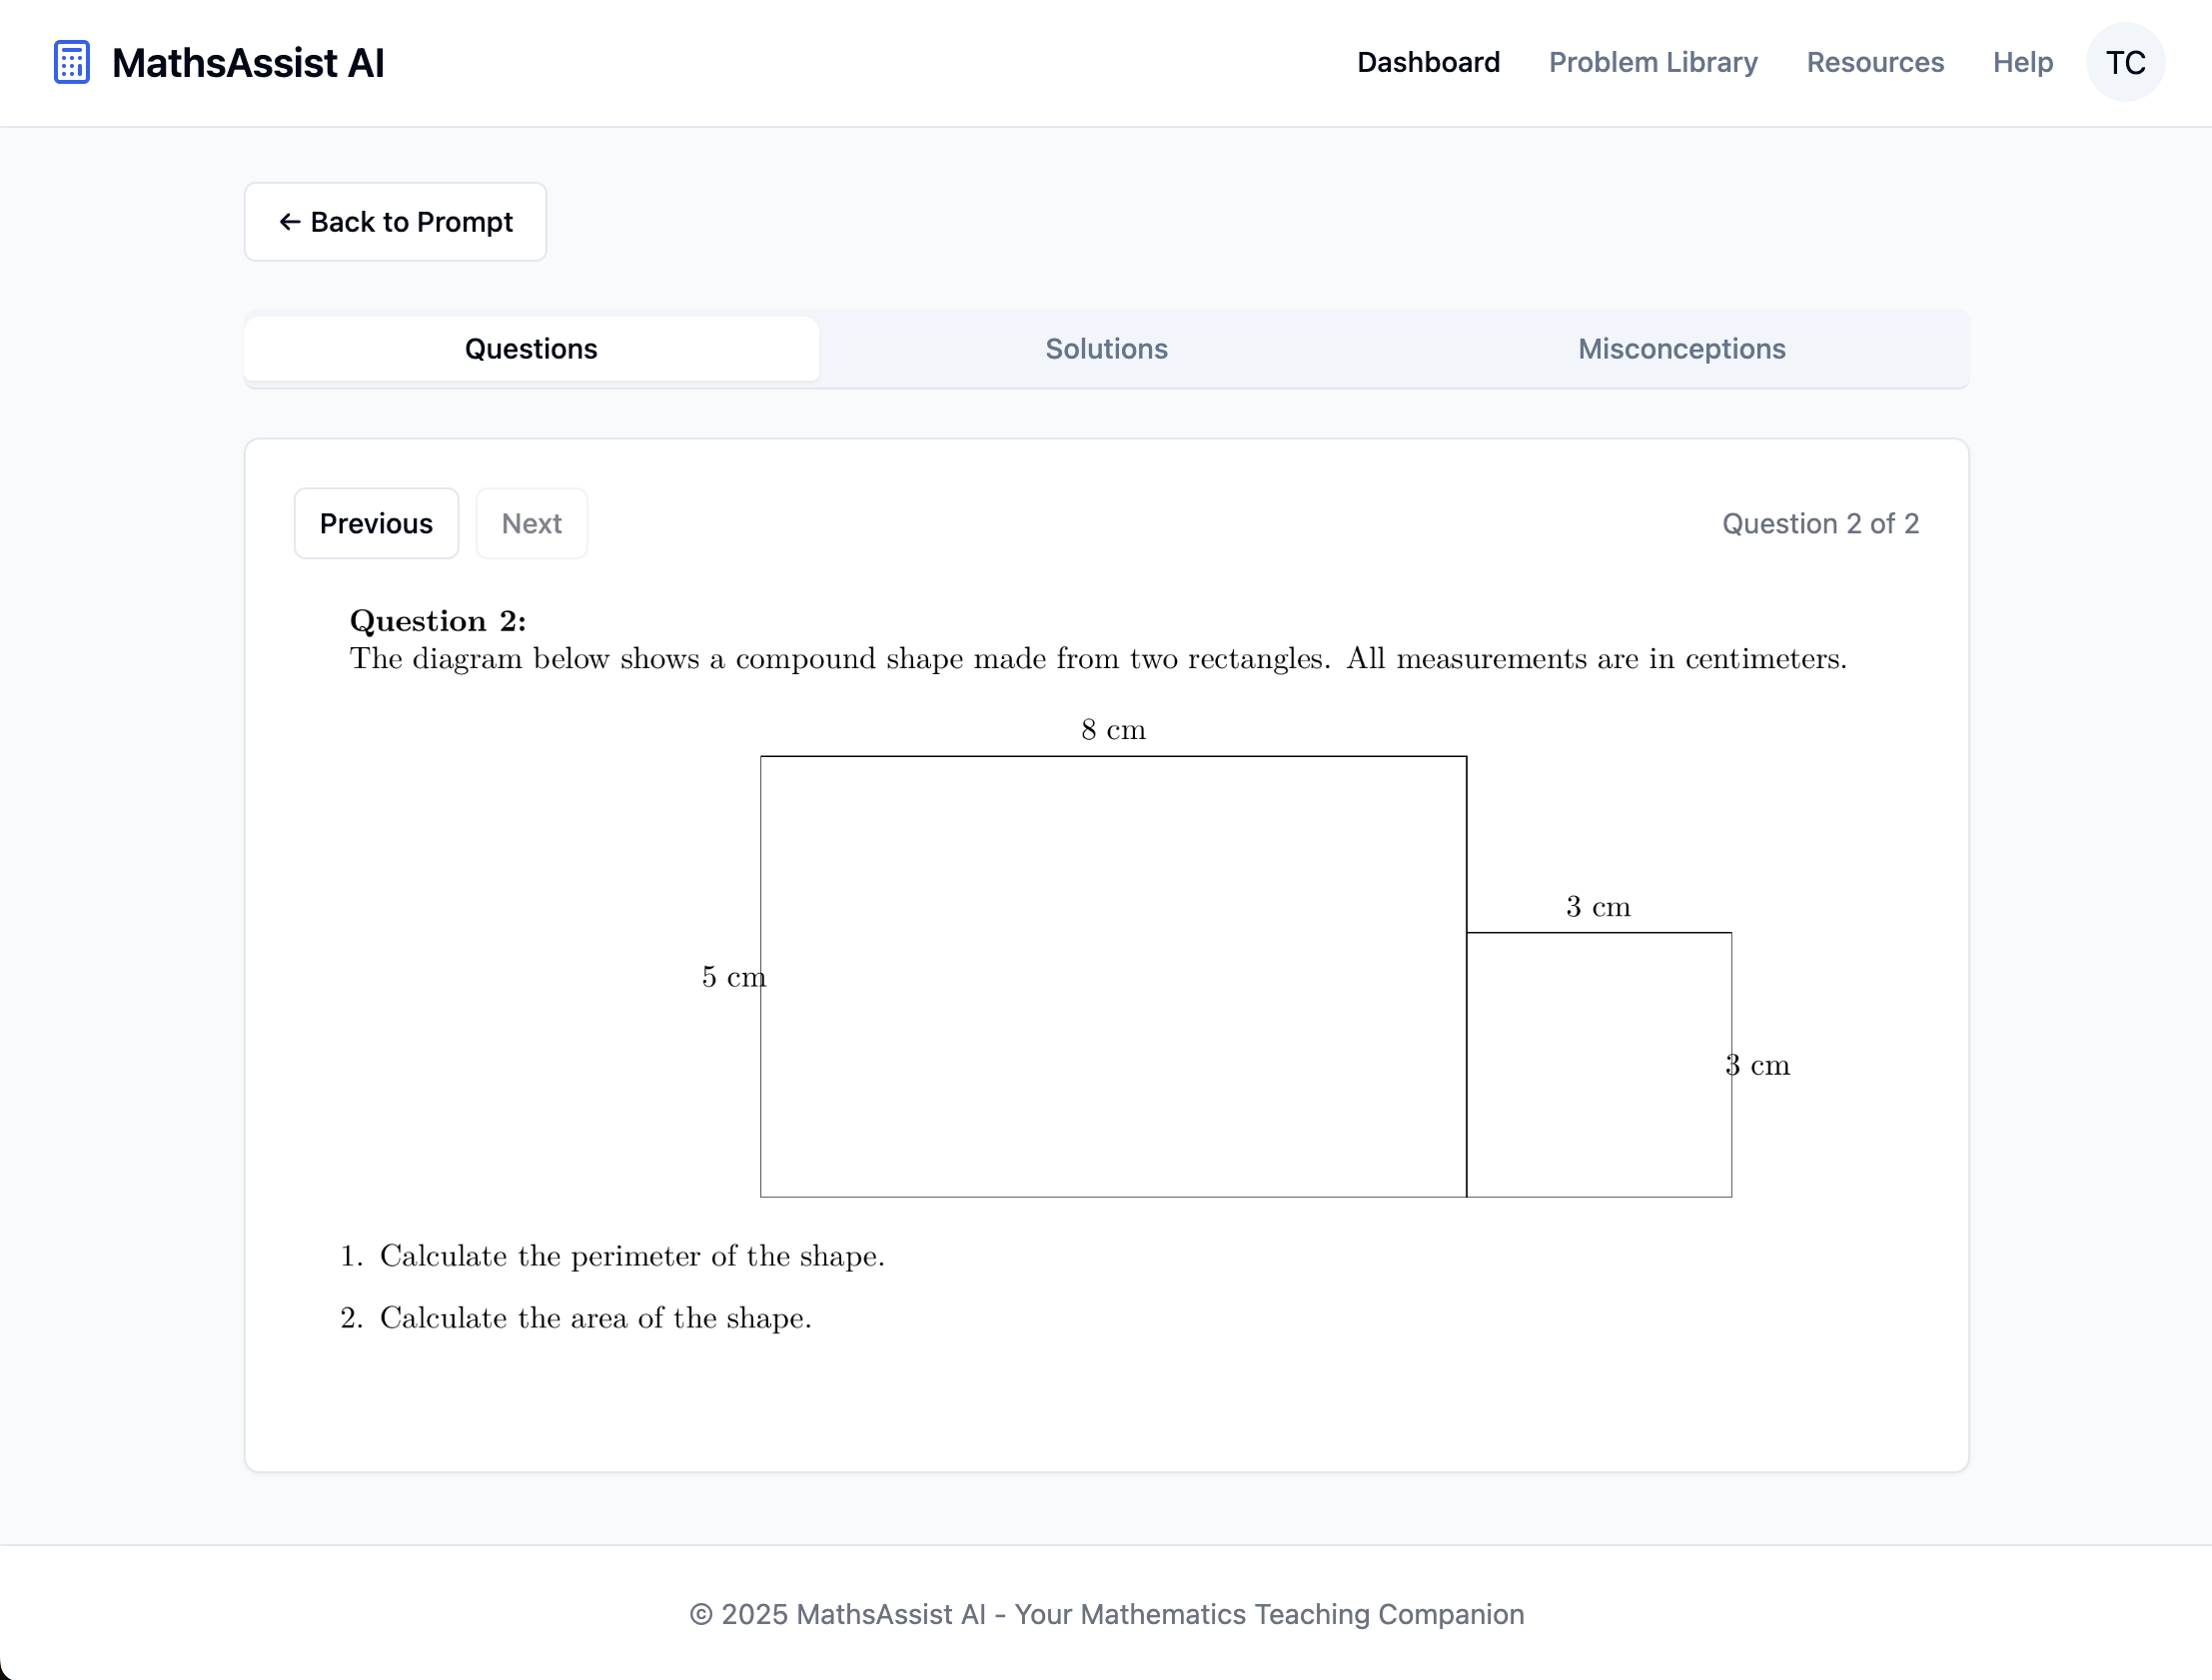 MathsAssist AI
Dashboard
Problem Library
Resources
Help
TC
← Back to Prompt
Questions
Solutions
Misconceptions
Previous
Next
Question 2 of 2
Question 2:
The diagram below shows a compound shape made from two rectangles. All measurements are in centimeters.
8 cm
3 cm
5 cm
3 cm
1. Calculate the perimeter of the shape.
2. Calculate the area of the shape.
© 2025 MathsAssist AI - Your Mathematics Teaching Companion